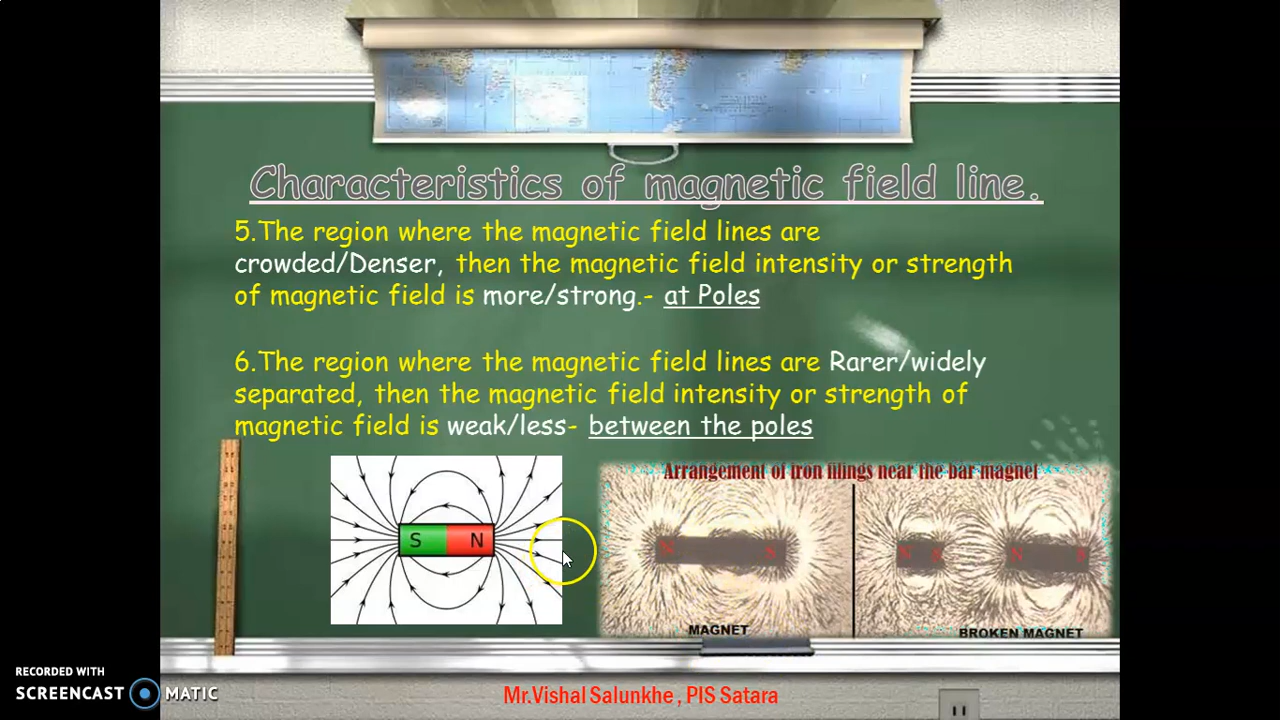 Characteristics of magnetic field line.
5.The region where the magnetic field lines are
crowded/Denser, then the magnetic field intensity or strength
of magnetic field is more/strong.- at Poles
6.The region where the magnetic field lines are Rarer/widely
separated, then the magnetic field intensity or strength of
magnetic field is weak/less- between the poles
S N
Arrangement of iron filings near the bar magnet
N S
N S N S
MAGNET
BROKEN MAGNET
RECORDED WITH
SCREENCAST MATIC
Mr.Vishal Salunkhe , PIS Satara